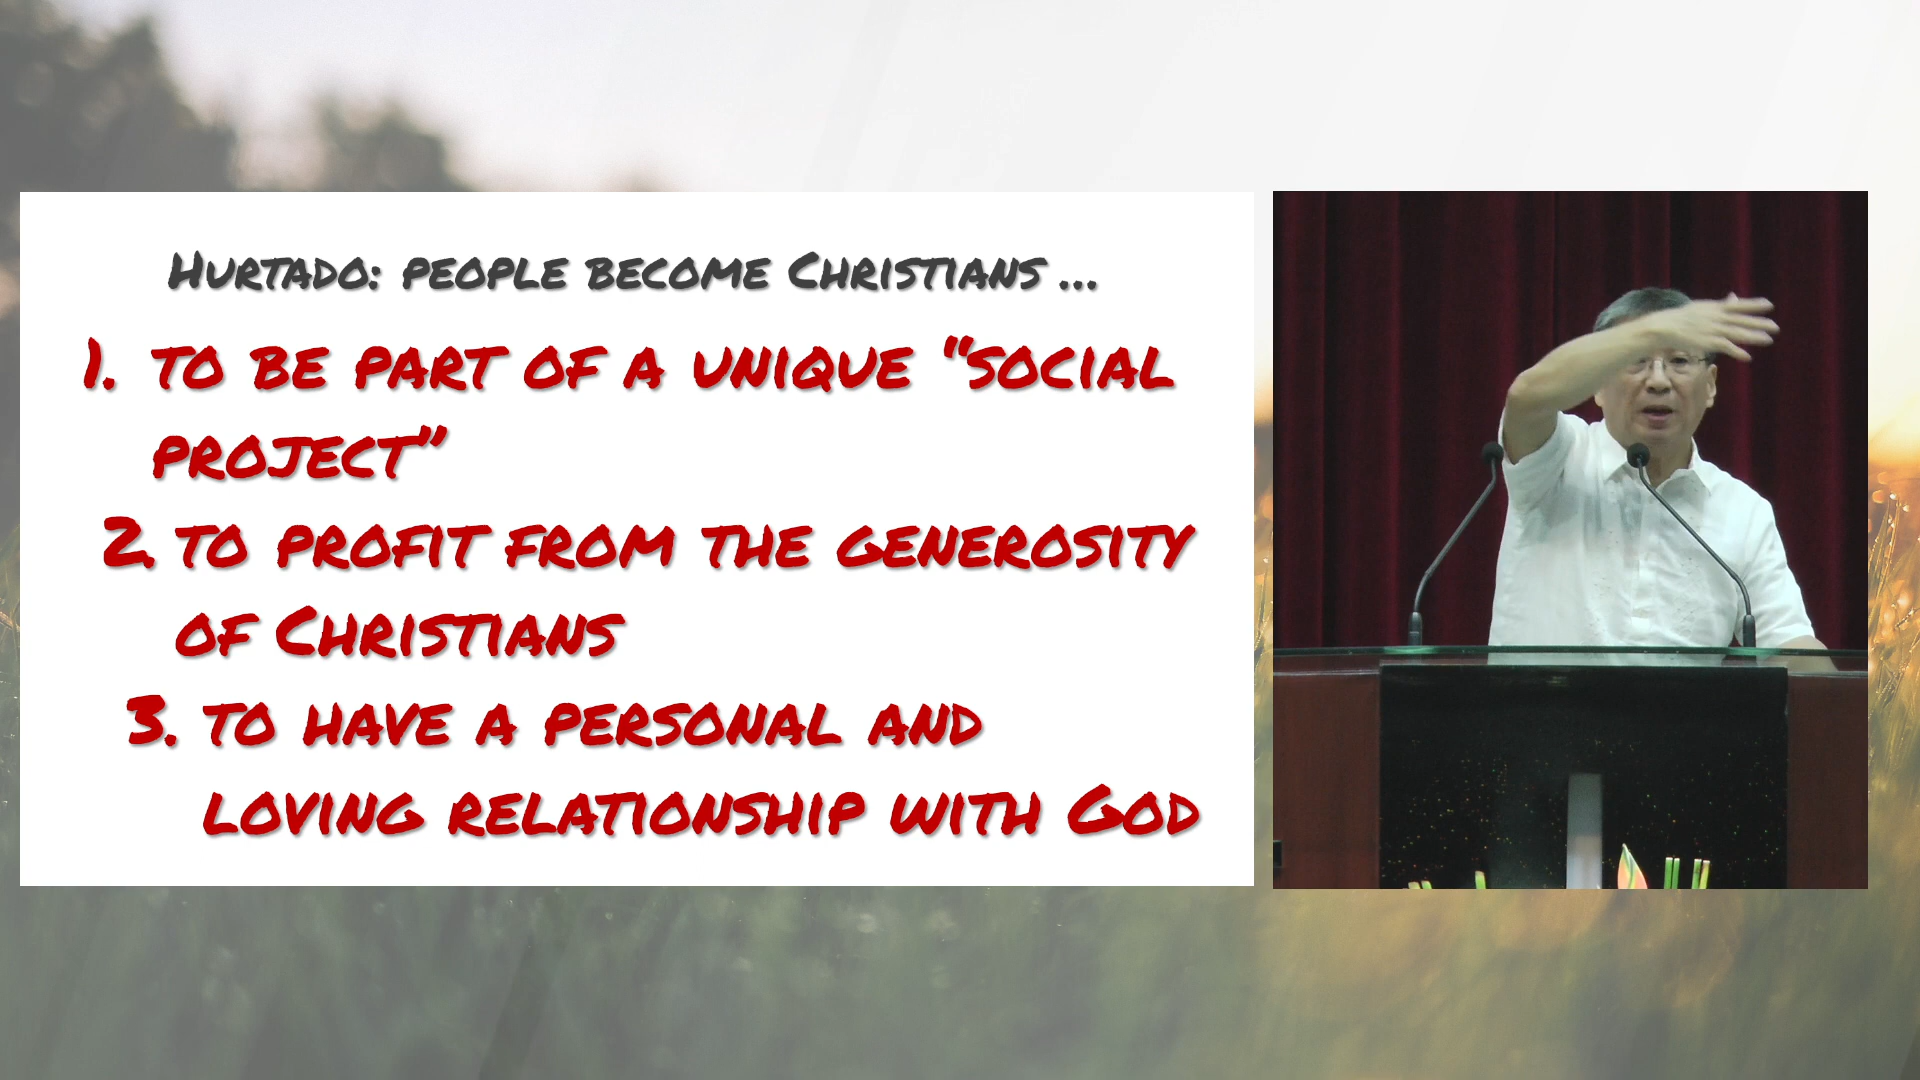 Hurtado: people become Christians ...
1. to be part of a unique “social
project”
2. to profit from the generosity
of Christians
3. to have a personal and
loving relationship with God